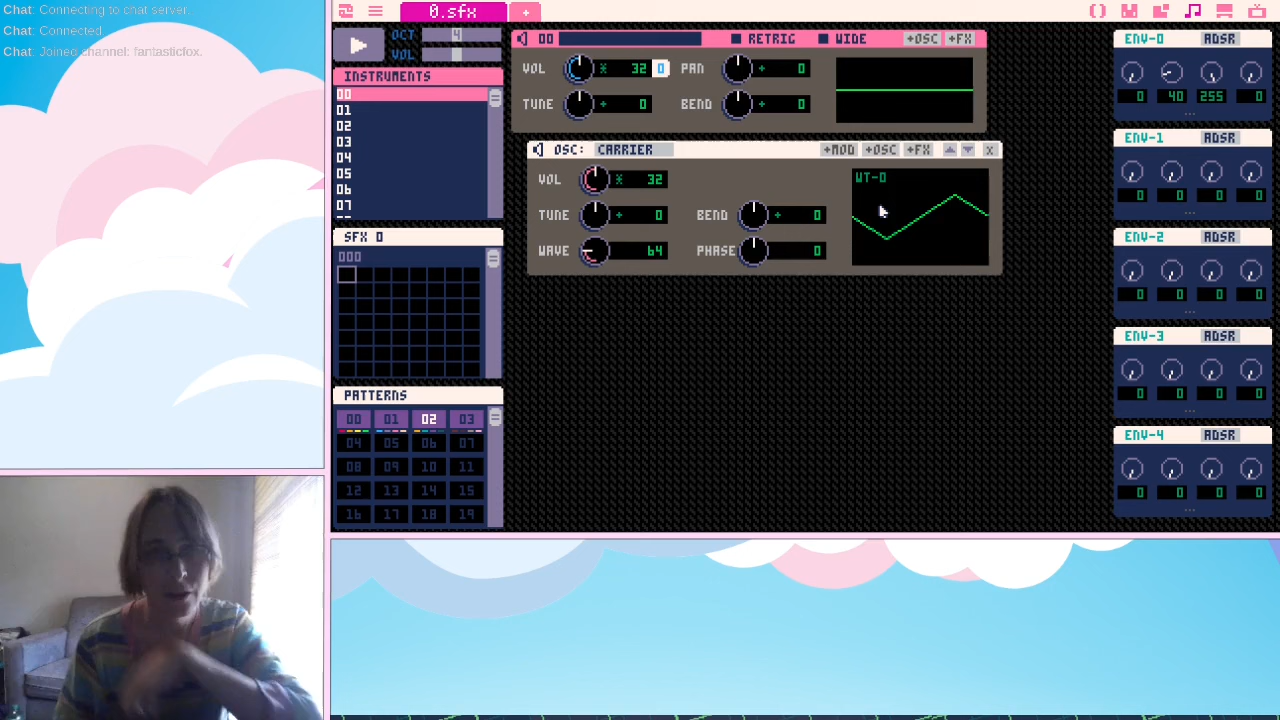 Chat: Connecting to chat server.
Chat: Connected.
Chat: Joined channel: fantasticfox.
0.sfx +
OCT 4
VOL
INSTRUMENTS
00
01
02
03
04
05
06
07
SFX 0
000
PATTERNS
00 01 02 03
04 05 06 07
08 09 10 11
12 13 14 15
16 17 18 19
00 RETRIG WIDE +OSC +FX
VOL × 32 0 PAN + 0
TUNE + 0 BEND + 0
OSC: CARRIER +MOD +OSC +FX x
VOL × 32
WT-0
TUNE + 0 BEND + 0
WAVE 64 PHASE 0
ENV-0 ADSR
0 40 255 0
...
ENV-1 ADSR
0 0 0 0
...
ENV-2 ADSR
0 0 0 0
...
ENV-3 ADSR
0 0 0 0
...
ENV-4 ADSR
0 0 0 0
...